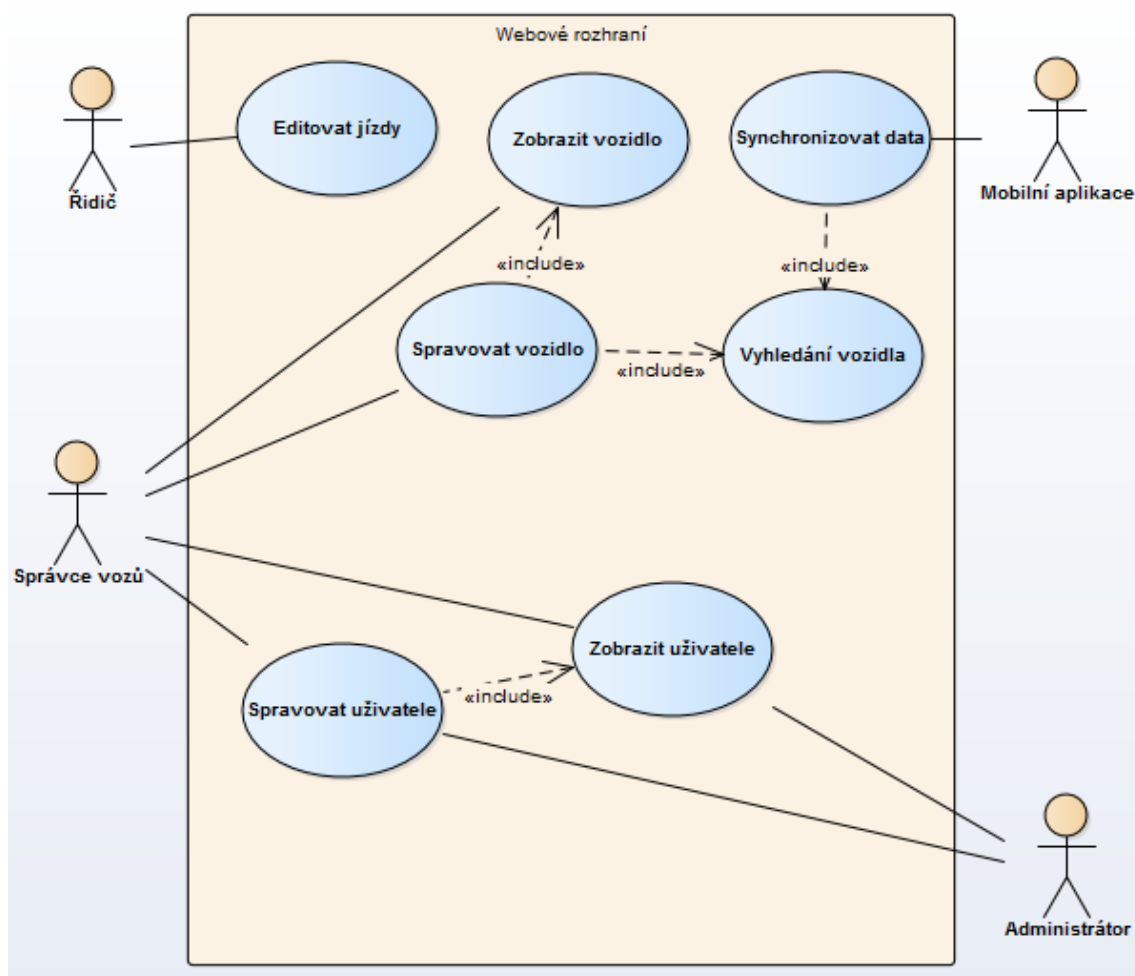 Webové rozhraní
Editovat jízdy
Zobrazit vozidlo
Synchronizovat data
Řidič
Mobilní aplikace
«include»
«include»
Spravovat vozidlo
Vyhledání vozidla
«include»
Správce vozů
Zobrazit uživatele
«include»
Spravovat uživatele
Administrátor